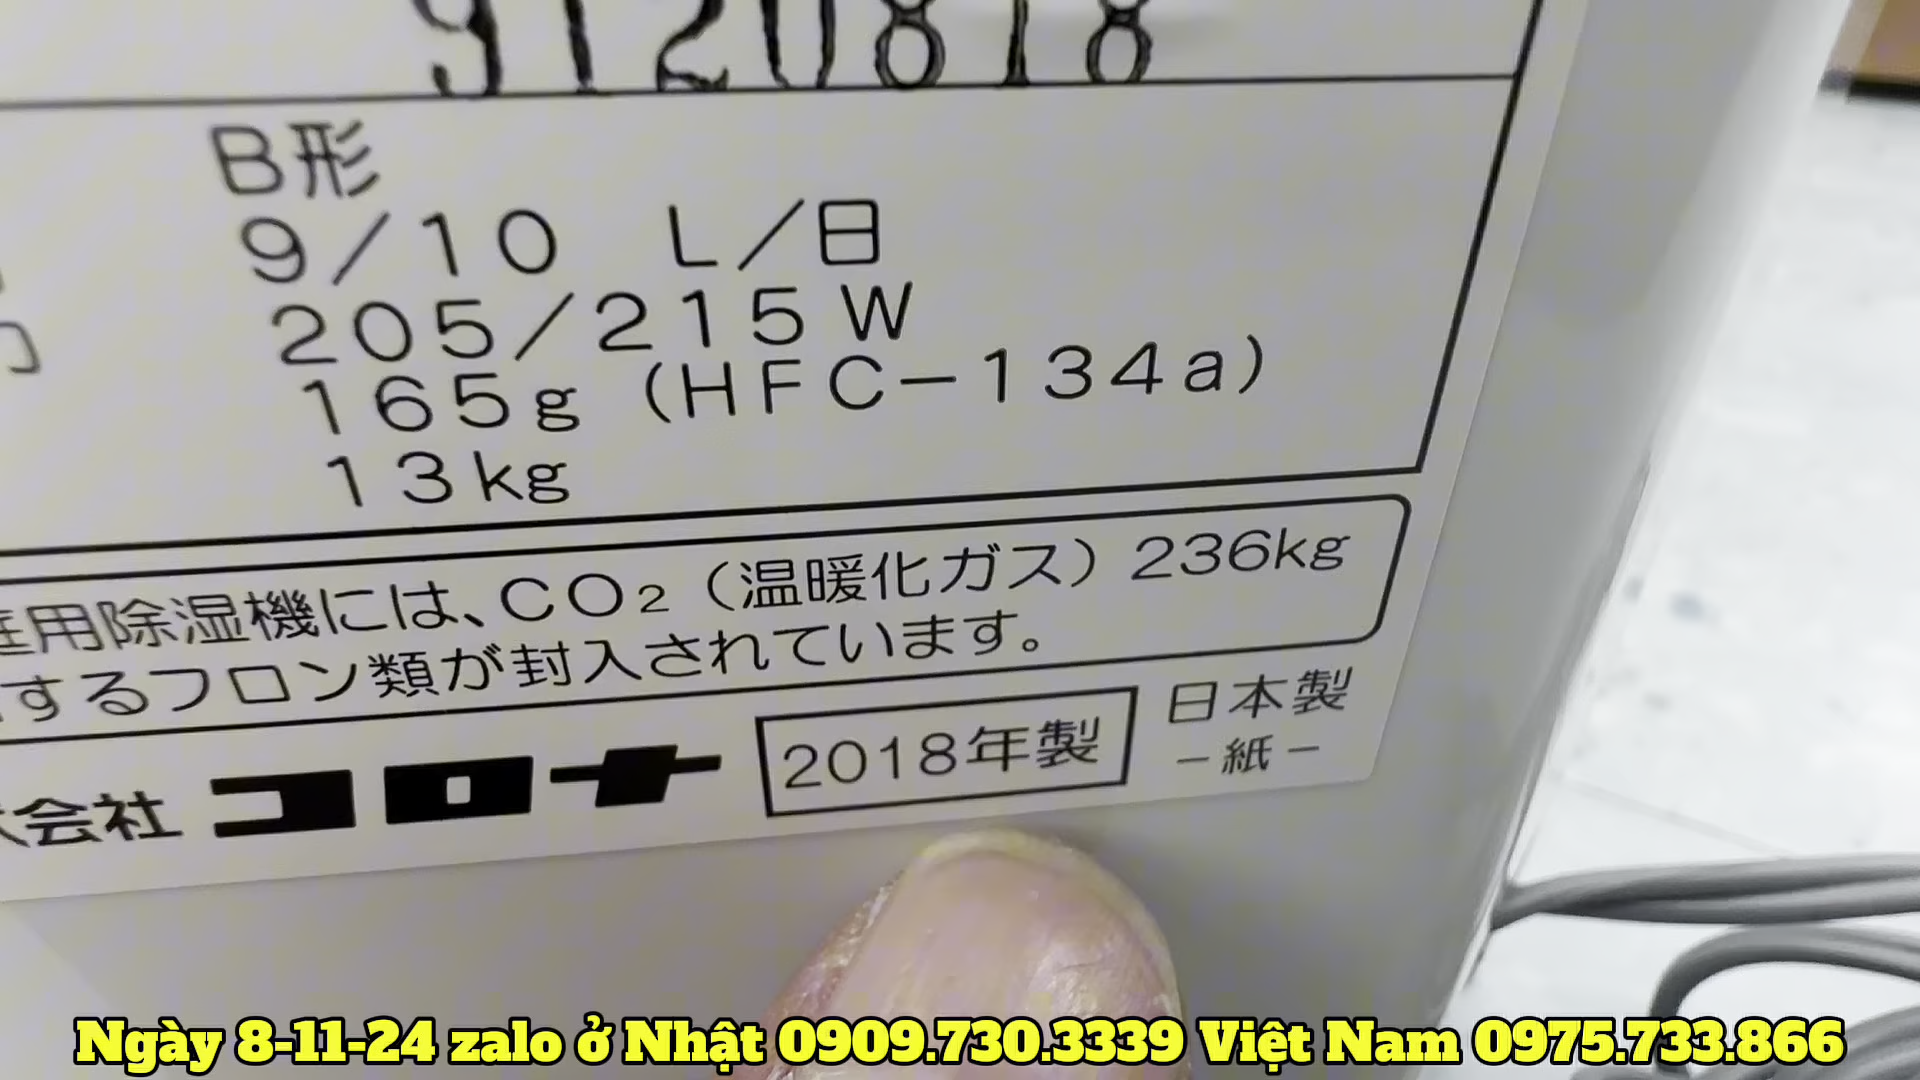 9120818
B形
9/10 L/日
205/215W
165g (HFC-134a)
13kg
庭用除湿機には、CO2(温暖化ガス)236kg
するフロン類が封入されています。
会社 コロナ 2018年製 日本製
-紙-
Ngày 8-11-24 zalo ở Nhật 0909.730.3339 Việt Nam 0975.733.866